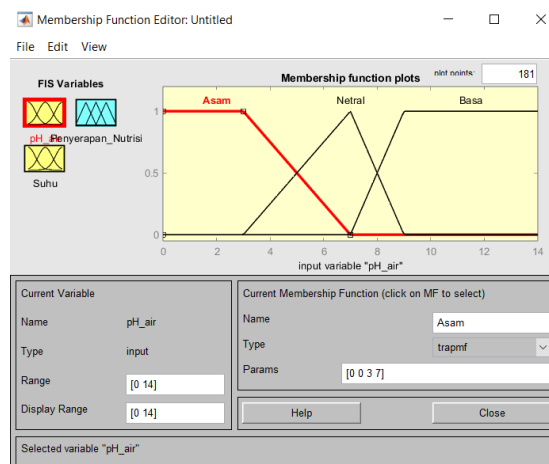 Membership Function Editor: Untitled
File Edit View
FIS Variables
Membership function plots
plot points:
181
pH_air
Penyerapan_Nutrisi
Suhu
Asam
Netral
Basa
1
0.5
0
0 2 4 6 8 10 12 14
input variable "pH_air"
Current Variable
Name pH_air
Type input
Range [0 14]
Display Range [0 14]
Current Membership Function (click on MF to select)
Name Asam
Type trapmf
Params [0 0 3 7]
Help Close
Selected variable "pH_air"